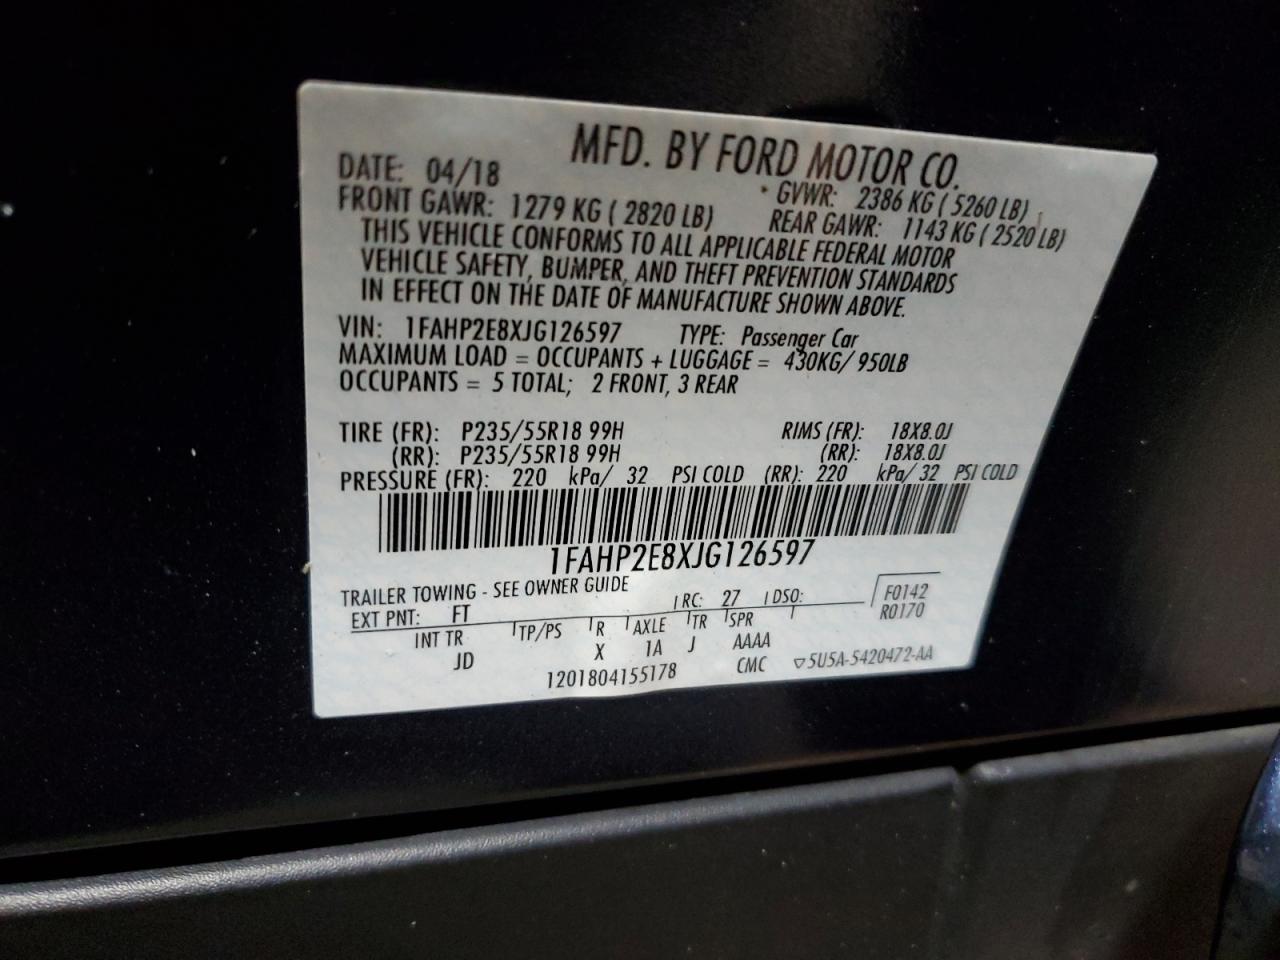 MFD. BY FORD MOTOR CO.
DATE: 04/18 GVWR: 2386 KG ( 5260 LB)
FRONT GAWR: 1279 KG ( 2820 LB) REAR GAWR: 1143 KG ( 2520 LB)
THIS VEHICLE CONFORMS TO ALL APPLICABLE FEDERAL MOTOR
VEHICLE SAFETY, BUMPER, AND THEFT PREVENTION STANDARDS
IN EFFECT ON THE DATE OF MANUFACTURE SHOWN ABOVE.
VIN: 1FAHP2E8XJG126597 TYPE: Passenger Car
MAXIMUM LOAD = OCCUPANTS + LUGGAGE = 430KG/ 950LB
OCCUPANTS = 5 TOTAL; 2 FRONT, 3 REAR
TIRE (FR): P235/55R18 99H RIMS (FR): 18X8.0J
(RR): P235/55R18 99H (RR): 18X8.0J
PRESSURE (FR): 220 kPa/ 32 PSI COLD (RR): 220 kPa/ 32 PSI COLD
1FAHP2E8XJG126597
TRAILER TOWING - SEE OWNER GUIDE
EXT PNT: FT RC: 27 DSO: F0142
R0170
INT TR TP/PS R AXLE TR SPR
JD X 1A J AAAA
1201804155178 CMC ▽5U5A-5420472-AA